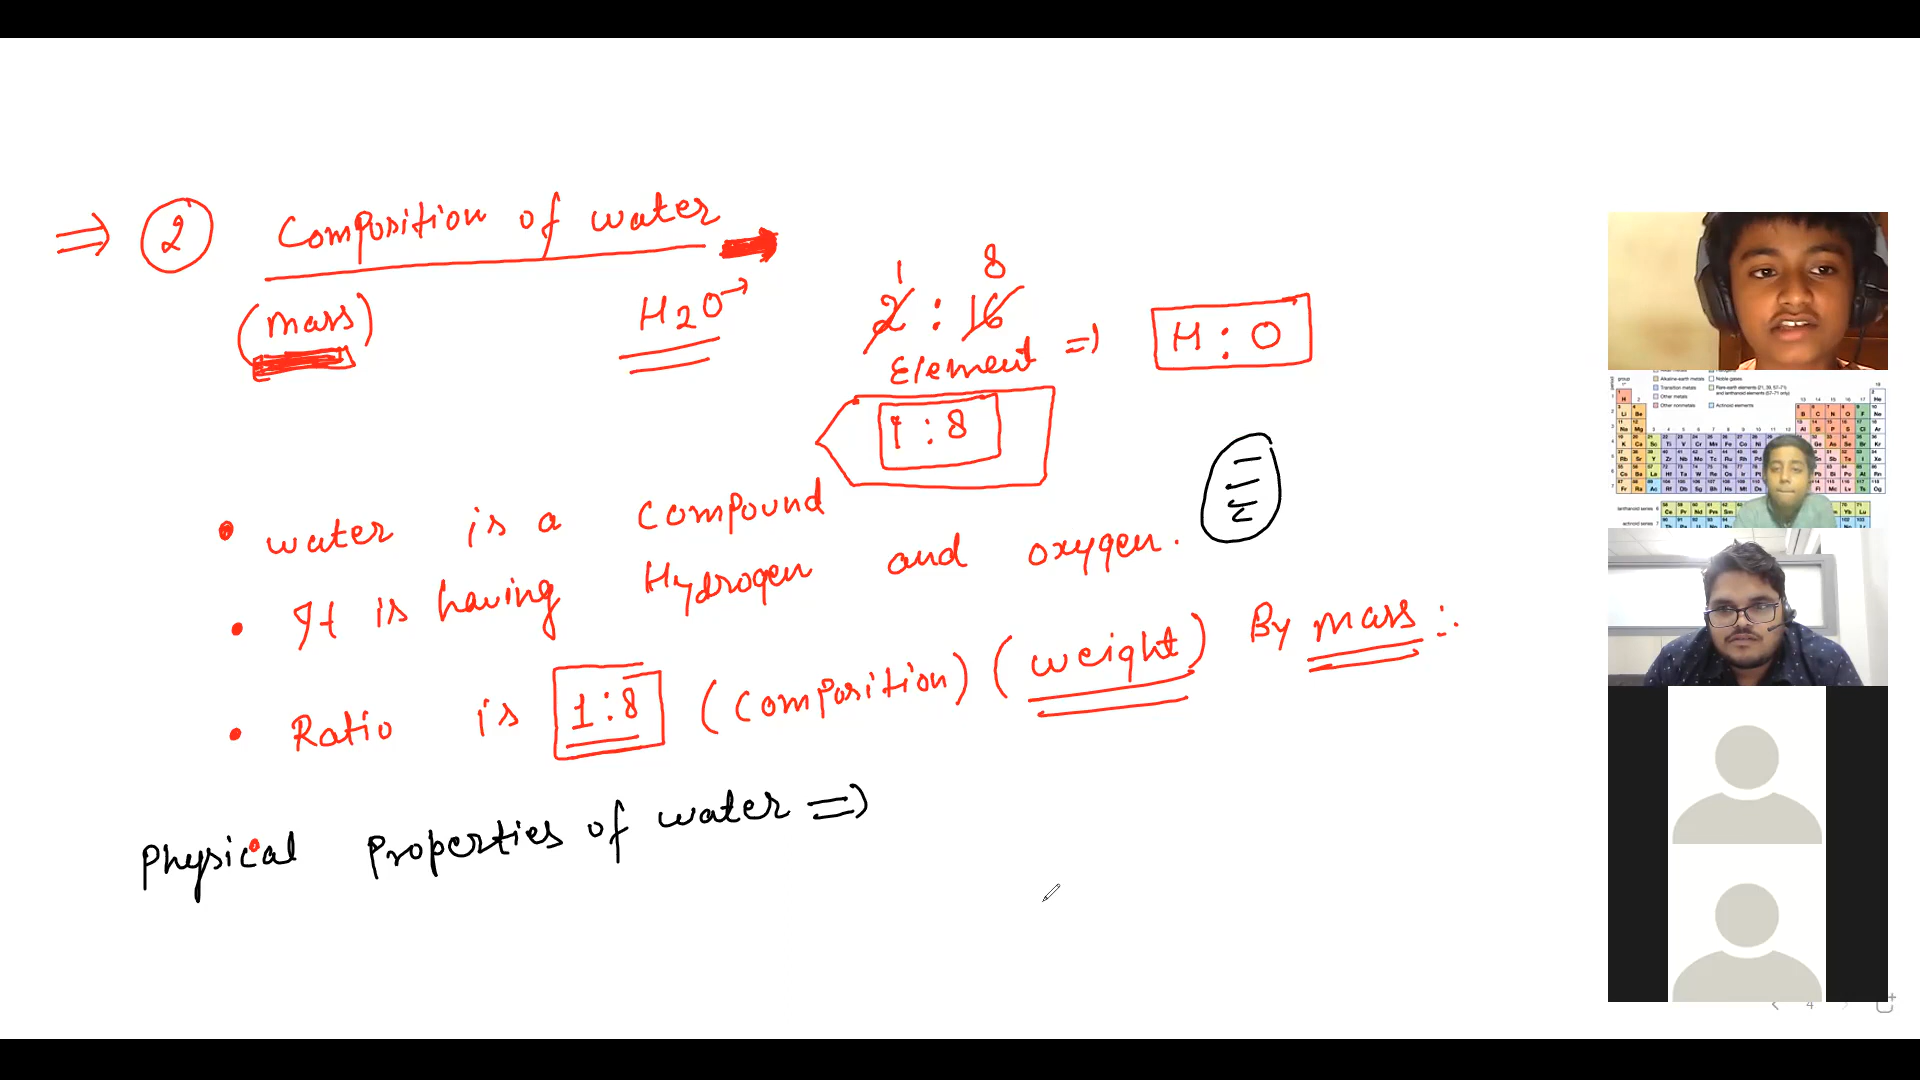 ⇒ 2 Composition of water
(mass) H2O→
1 8
2 : 16
Element ⇒ H : O
1 : 8
• water is a compound
• It is having Hydrogen and oxygen.
• Ratio is 1:8 (Composition) (weight) By mass :.
Physical Properties of water ⇒
4